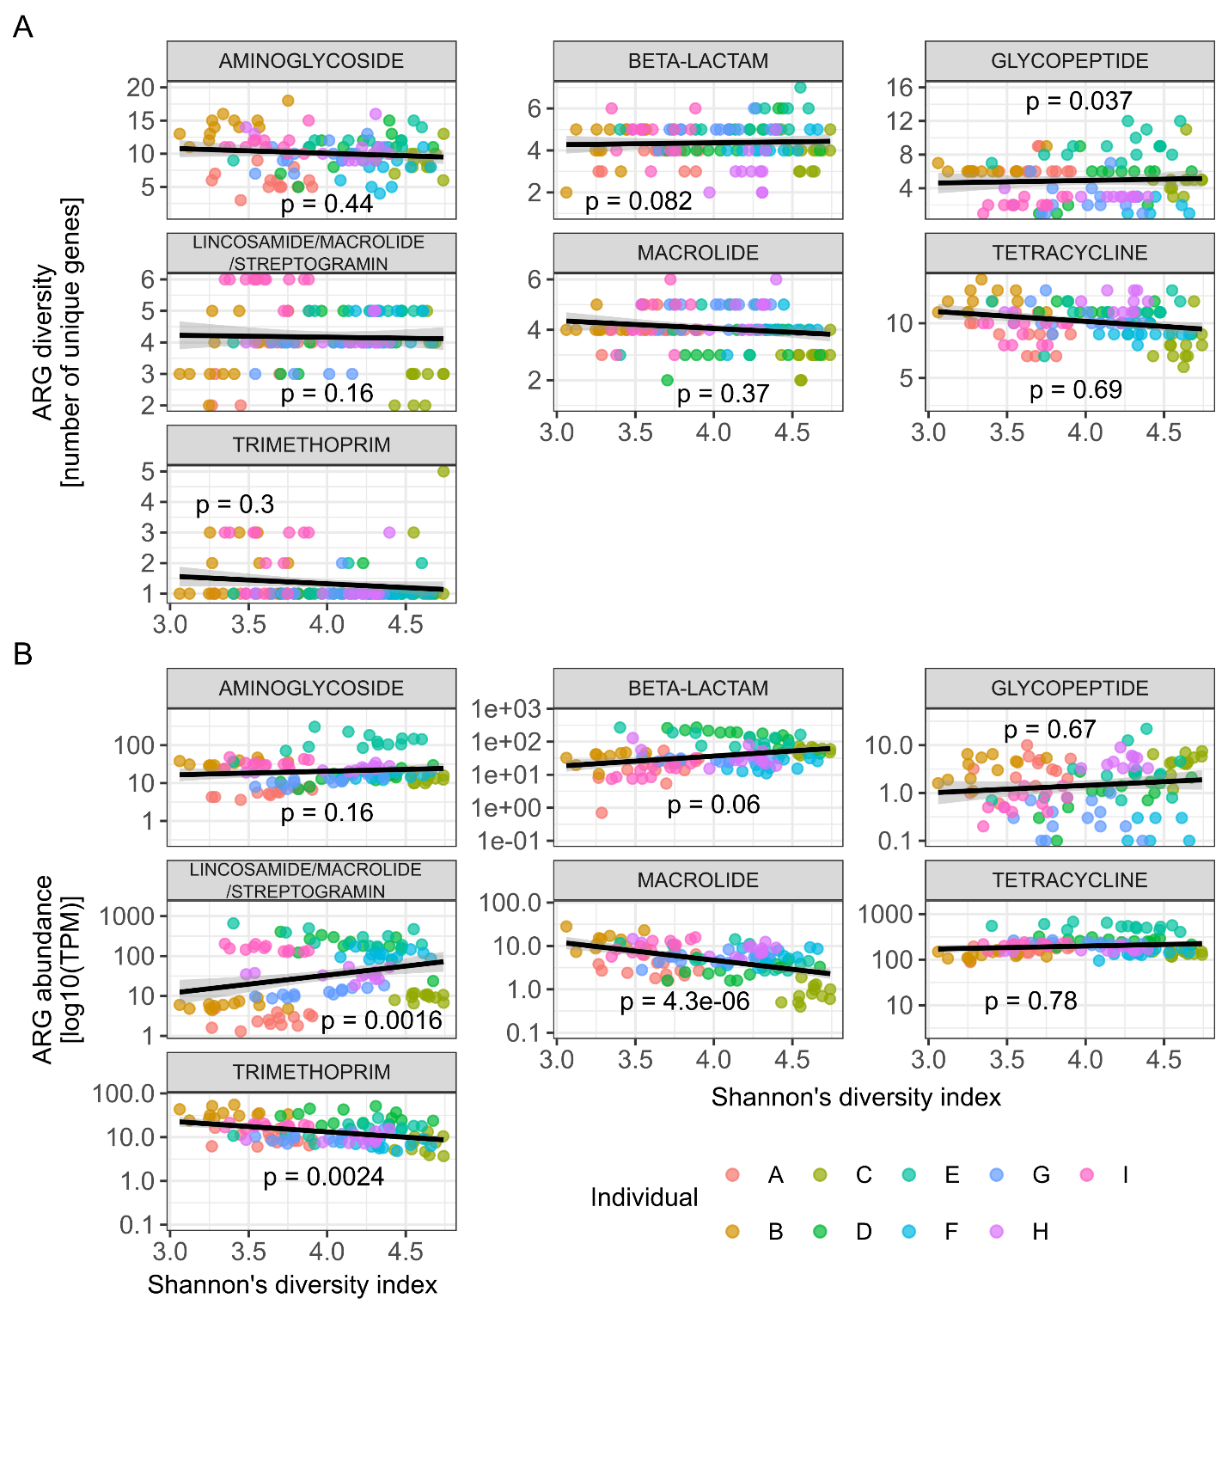 A
AMINOGLYCOSIDE
BETA-LACTAM
GLYCOPEPTIDE
20
15
10
5
p = 0.44
6
4
2
p = 0.082
16
12
8
4
p = 0.037
ARG diversity
[number of unique genes]
LINCOSAMIDE/MACROLIDE
/STREPTOGRAMIN
MACROLIDE
TETRACYCLINE
6
5
4
3
2
p = 0.16
6
4
2
p = 0.37
3.0 3.5 4.0 4.5
10
5
p = 0.69
3.0 3.5 4.0 4.5
TRIMETHOPRIM
5
4
3
2
1
p = 0.3
3.0 3.5 4.0 4.5
B
AMINOGLYCOSIDE
BETA-LACTAM
GLYCOPEPTIDE
100
10
1
p = 0.16
1e+03
1e+02
1e+01
1e+00
1e-01
p = 0.06
10.0
1.0
0.1
p = 0.67
ARG abundance
[log10(TPM)]
LINCOSAMIDE/MACROLIDE
/STREPTOGRAMIN
MACROLIDE
TETRACYCLINE
1000
100
10
1
p = 0.0016
100.0
10.0
1.0
0.1
p = 4.3e-06
3.0 3.5 4.0 4.5
1000
100
10
p = 0.78
3.0 3.5 4.0 4.5
Shannon's diversity index
TRIMETHOPRIM
100.0
10.0
1.0
0.1
p = 0.0024
3.0 3.5 4.0 4.5
Shannon's diversity index
Individual
A C E G I
B D F H